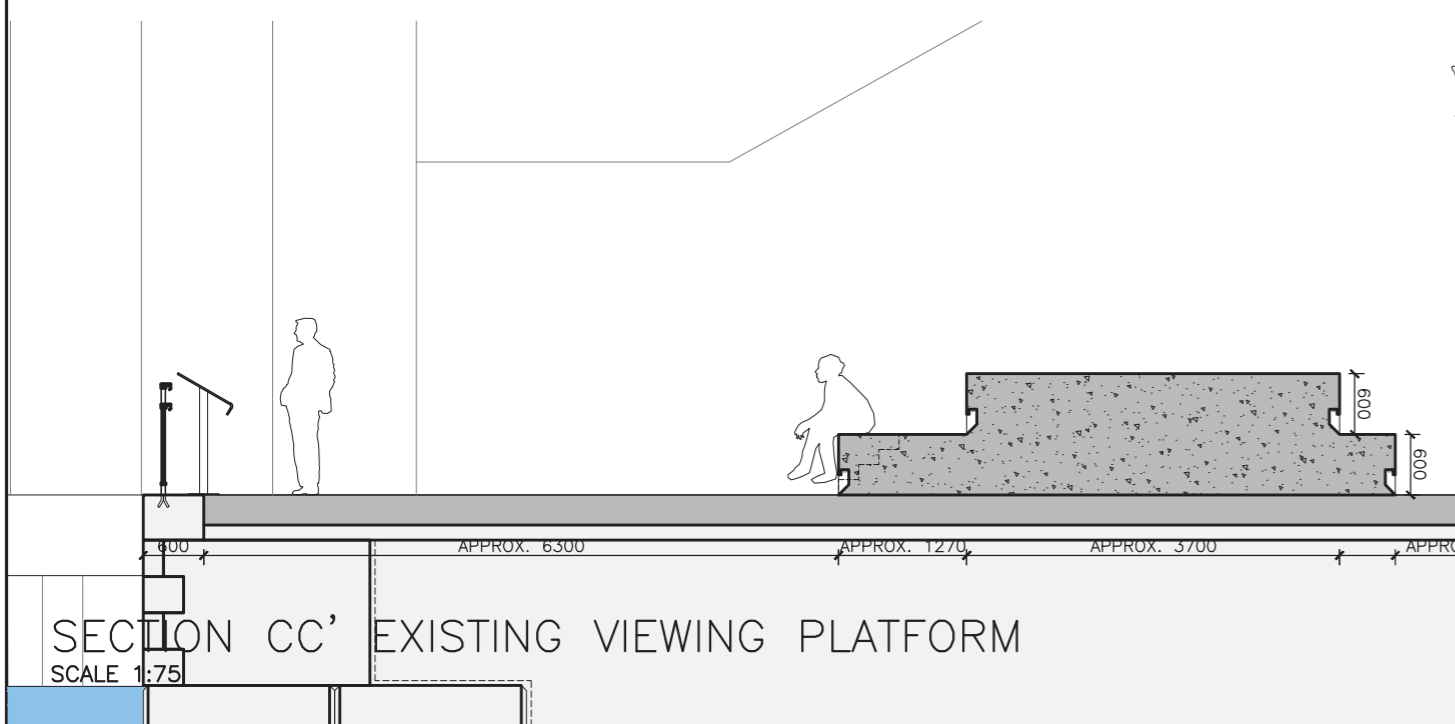 600
600
600 APPROX. 6300 APPROX. 1270 APPROX. 3700
SECTION CC' EXISTING VIEWING PLATFORM
SCALE 1:75